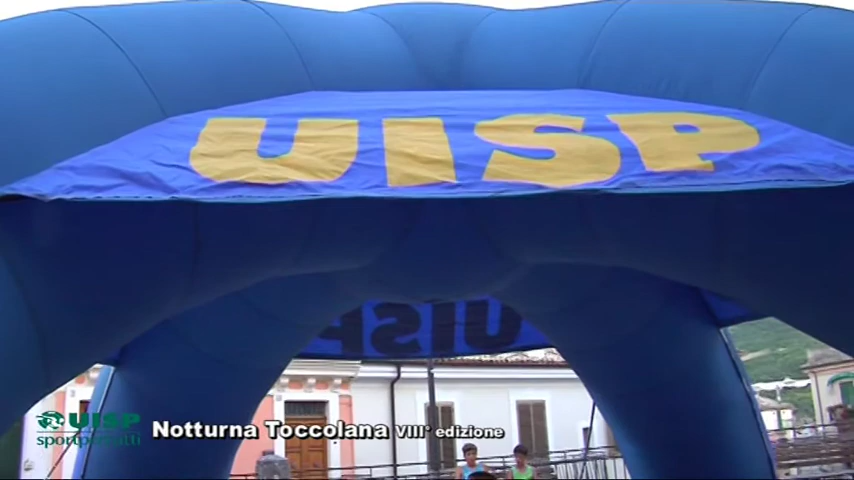 UISP
UISP
UISP
sportpertutti
Notturna Toccolana VIII° edizione